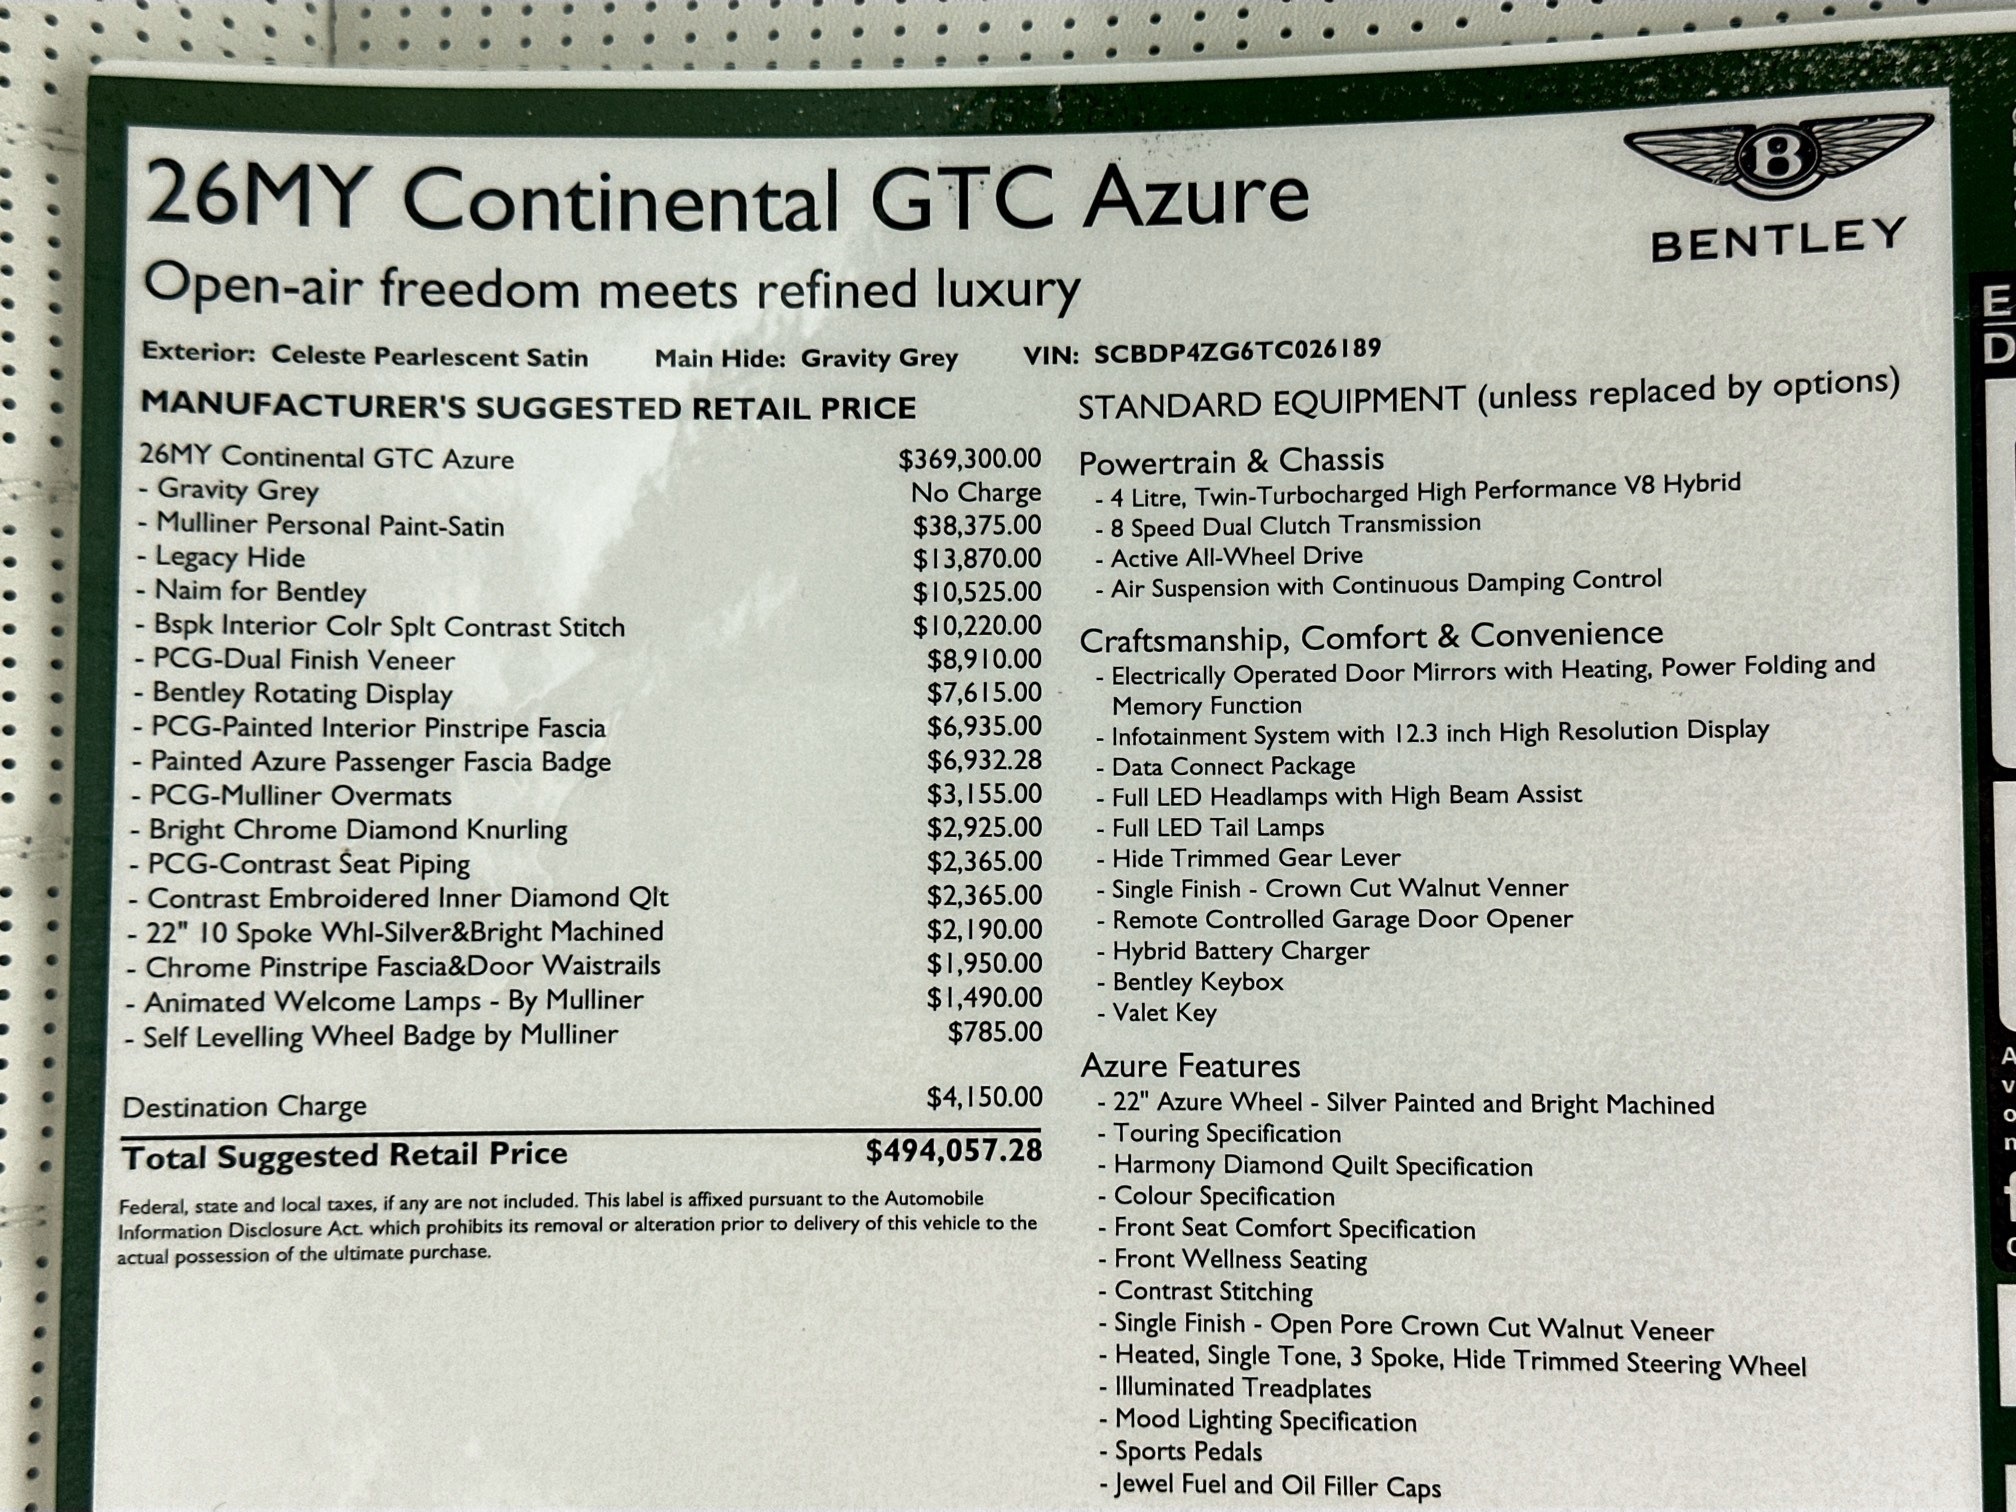 26MY Continental GTC Azure
Open-air freedom meets refined luxury
B
BENTLEY
Exterior: Celeste Pearlescent Satin Main Hide: Gravity Grey VIN: SCBDP4ZG6TC026189
MANUFACTURER'S SUGGESTED RETAIL PRICE
26MY Continental GTC Azure $369,300.00
- Gravity Grey No Charge
- Mulliner Personal Paint-Satin $38,375.00
- Legacy Hide $13,870.00
- Naim for Bentley $10,525.00
- Bspk Interior Colr Splt Contrast Stitch $10,220.00
- PCG-Dual Finish Veneer $8,910.00
- Bentley Rotating Display $7,615.00
- PCG-Painted Interior Pinstripe Fascia $6,935.00
- Painted Azure Passenger Fascia Badge $6,932.28
- PCG-Mulliner Overmats $3,155.00
- Bright Chrome Diamond Knurling $2,925.00
- PCG-Contrast Seat Piping $2,365.00
- Contrast Embroidered Inner Diamond Qlt $2,365.00
- 22" 10 Spoke Whl-Silver&Bright Machined $2,190.00
- Chrome Pinstripe Fascia&Door Waistrails $1,950.00
- Animated Welcome Lamps - By Mulliner $1,490.00
- Self Levelling Wheel Badge by Mulliner $785.00
Destination Charge $4,150.00
Total Suggested Retail Price $494,057.28
Federal, state and local taxes, if any are not included. This label is affixed pursuant to the Automobile
Information Disclosure Act. which prohibits its removal or alteration prior to delivery of this vehicle to the
actual possession of the ultimate purchase.
STANDARD EQUIPMENT (unless replaced by options)
Powertrain & Chassis
- 4 Litre, Twin-Turbocharged High Performance V8 Hybrid
- 8 Speed Dual Clutch Transmission
- Active All-Wheel Drive
- Air Suspension with Continuous Damping Control
Craftsmanship, Comfort & Convenience
- Electrically Operated Door Mirrors with Heating, Power Folding and
Memory Function
- Infotainment System with 12.3 inch High Resolution Display
- Data Connect Package
- Full LED Headlamps with High Beam Assist
- Full LED Tail Lamps
- Hide Trimmed Gear Lever
- Single Finish - Crown Cut Walnut Venner
- Remote Controlled Garage Door Opener
- Hybrid Battery Charger
- Bentley Keybox
- Valet Key
Azure Features
- 22" Azure Wheel - Silver Painted and Bright Machined
- Touring Specification
- Harmony Diamond Quilt Specification
- Colour Specification
- Front Seat Comfort Specification
- Front Wellness Seating
- Contrast Stitching
- Single Finish - Open Pore Crown Cut Walnut Veneer
- Heated, Single Tone, 3 Spoke, Hide Trimmed Steering Wheel
- Illuminated Treadplates
- Mood Lighting Specification
- Sports Pedals
- Jewel Fuel and Oil Filler Caps